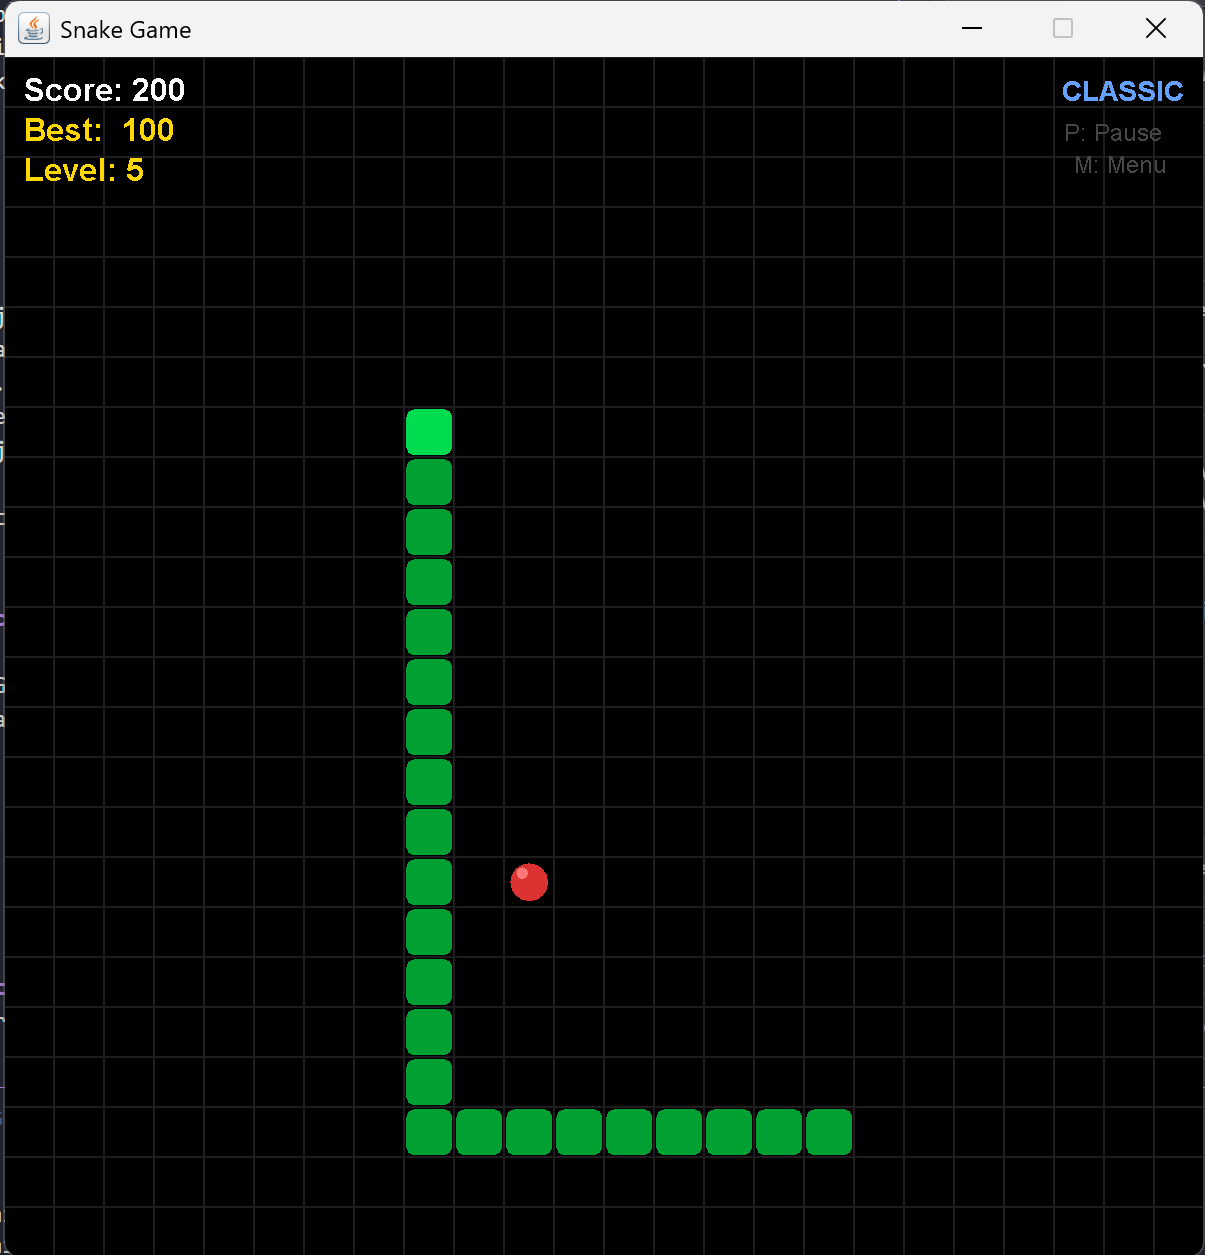 Snake Game
Score: 200
Best: 100
Level: 5
CLASSIC
P: Pause
M: Menu